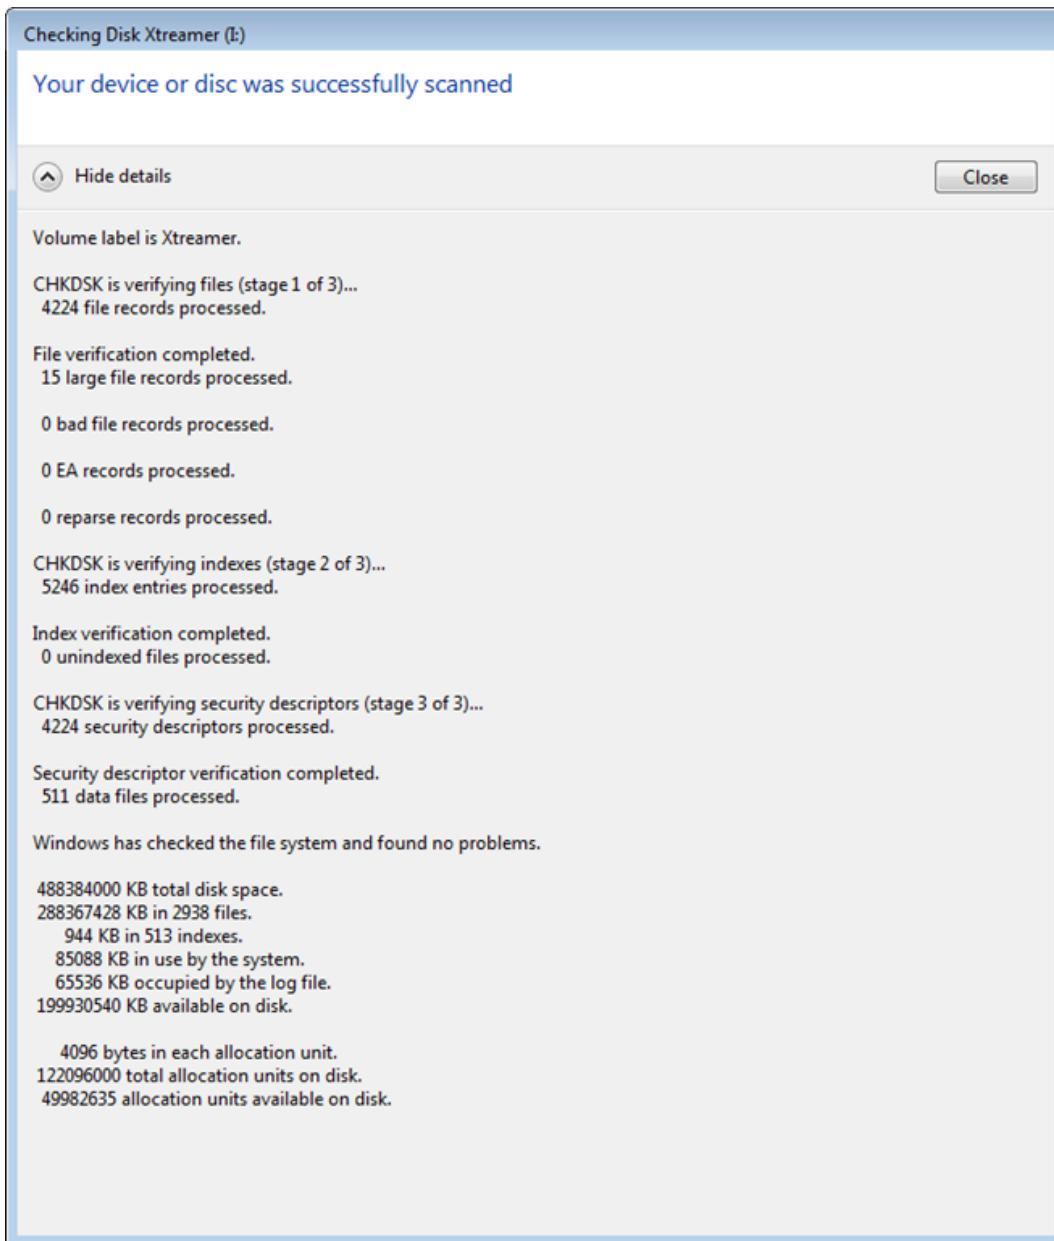 Checking Disk Xtreamer (I:)
Your device or disc was successfully scanned
Hide details
Close
Volume label is Xtreamer.
CHKDSK is verifying files (stage 1 of 3)...
4224 file records processed.
File verification completed.
15 large file records processed.
0 bad file records processed.
0 EA records processed.
0 reparse records processed.
CHKDSK is verifying indexes (stage 2 of 3)...
5246 index entries processed.
Index verification completed.
0 unindexed files processed.
CHKDSK is verifying security descriptors (stage 3 of 3)...
4224 security descriptors processed.
Security descriptor verification completed.
511 data files processed.
Windows has checked the file system and found no problems.
488384000 KB total disk space.
288367428 KB in 2938 files.
944 KB in 513 indexes.
85088 KB in use by the system.
65536 KB occupied by the log file.
199930540 KB available on disk.
4096 bytes in each allocation unit.
122096000 total allocation units on disk.
49982635 allocation units available on disk.